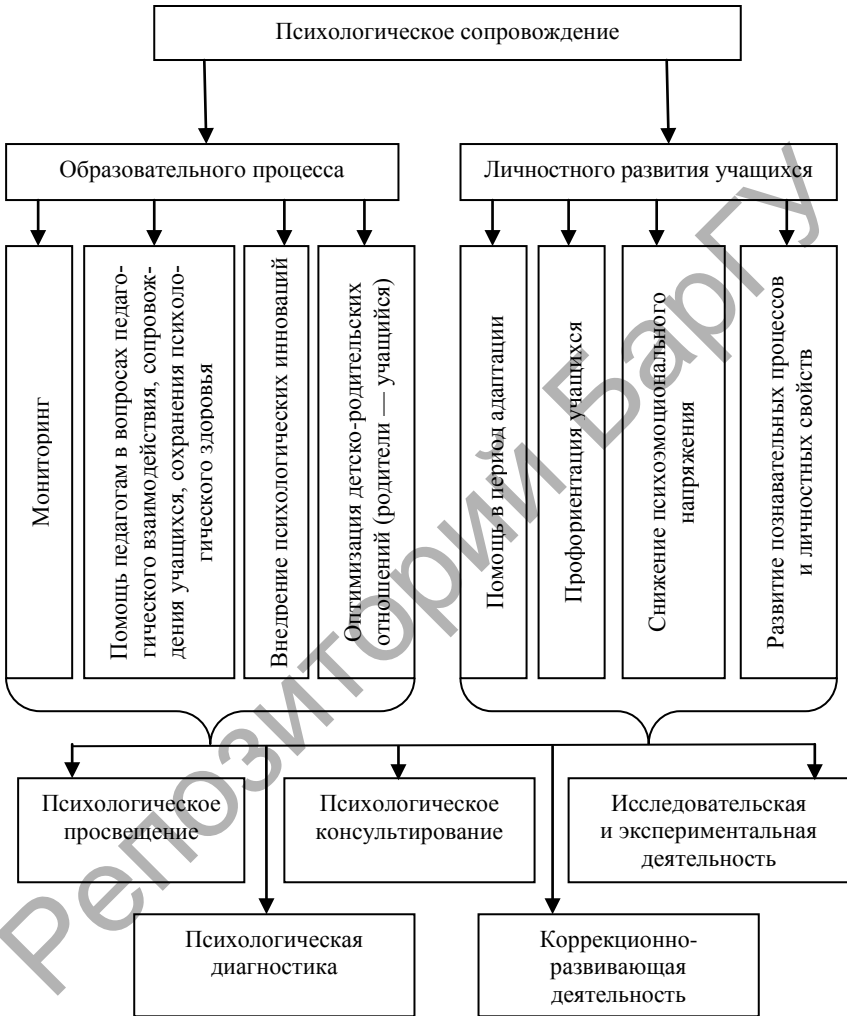 Психологическое сопровождение
Образовательного процесса
Личностного развития учащихся
Мониторинг
Помощь педагогам в вопросах педаго-
гического взаимодействия, сопровож-
дения учащихся, сохранения психоло-
гического здоровья
Внедрение психологических инноваций
Оптимизация детско-родительских
отношений (родители — учащийся)
Помощь в период адаптации
Профориентация учащихся
Снижение психоэмоционального
напряжения
Развитие познавательных процессов
и личностных свойств
Психологическое
просвещение
Психологическое
консультирование
Исследовательская
и экспериментальная
деятельность
Психологическая
диагностика
Коррекционно-
развивающая
деятельность
Репозиторий БарГУ